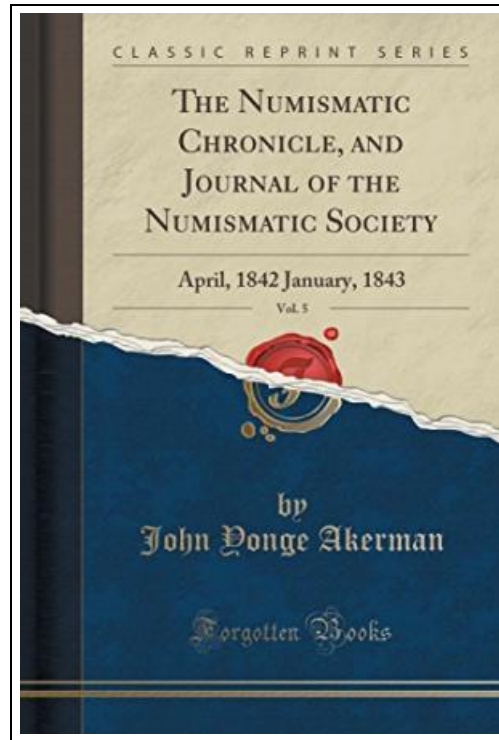 CLASSIC REPRINT SERIES
THE NUMISMATIC
CHRONICLE, AND
JOURNAL OF THE
NUMISMATIC SOCIETY
April, 1842 January, 1843
Vol. 5
by
John Yonge Akerman
Forgotten Books